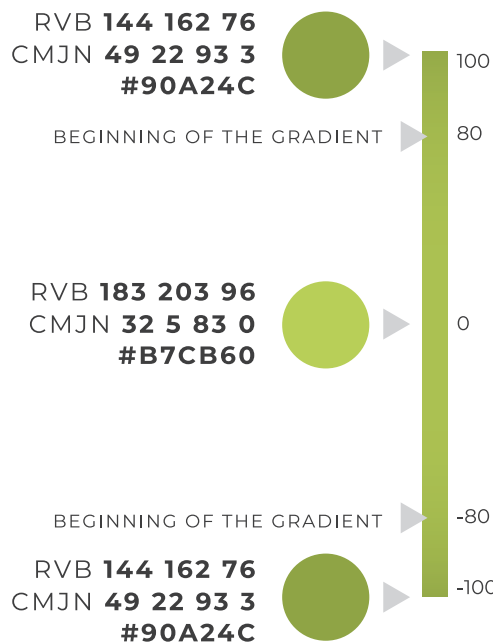 RVB 144 162 76
CMJN 49 22 93 3
#90A24C
100
BEGINNING OF THE GRADIENT
80
RVB 183 203 96
CMJN 32 5 83 0
#B7CB60
0
BEGINNING OF THE GRADIENT
-80
RVB 144 162 76
CMJN 49 22 93 3
#90A24C
-100